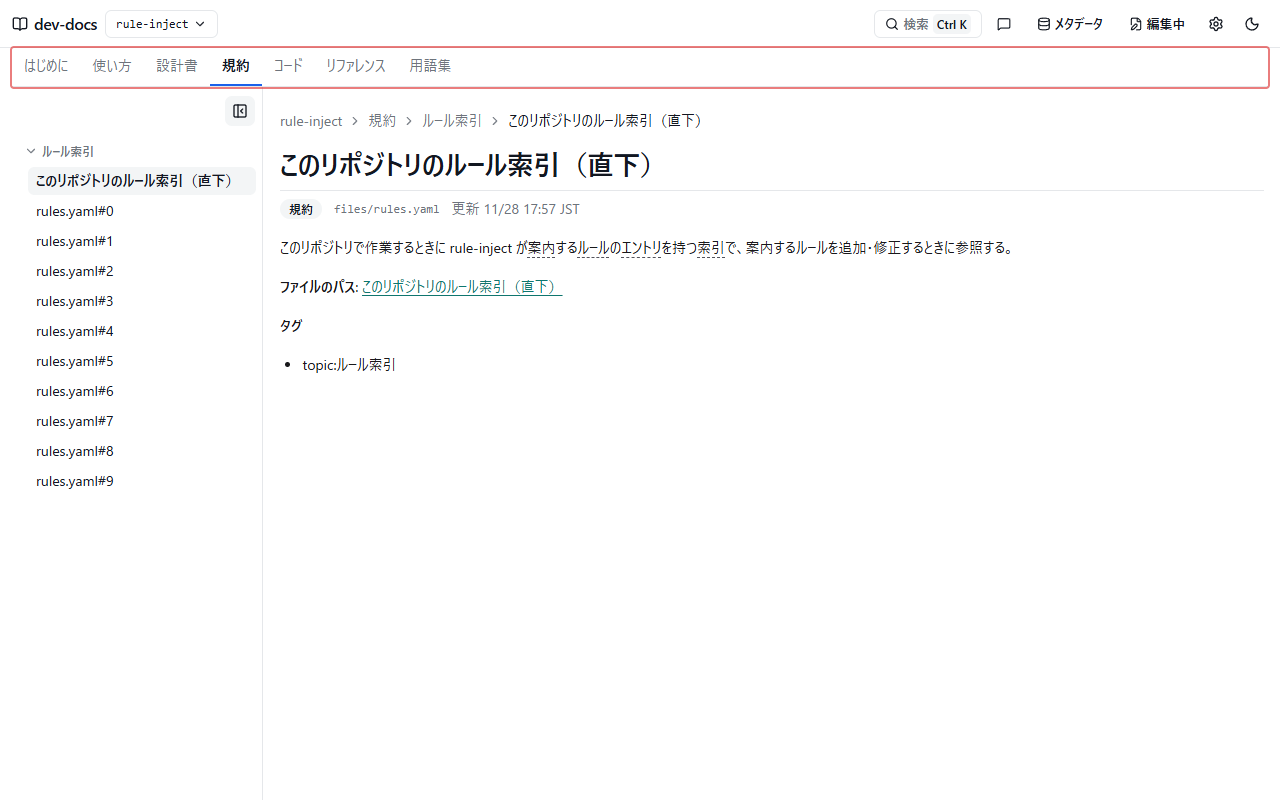 dev-docs
rule-inject
検索 Ctrl K
メタデータ
編集中
はじめに 使い方 設計書 規約 コード リファレンス 用語集
ルール索引
このリポジトリのルール索引（直下）
rules.yaml#0
rules.yaml#1
rules.yaml#2
rules.yaml#3
rules.yaml#4
rules.yaml#5
rules.yaml#6
rules.yaml#7
rules.yaml#8
rules.yaml#9
rule-inject > 規約 > ルール索引 > このリポジトリのルール索引（直下）
このリポジトリのルール索引（直下）
規約 files/rules.yaml 更新 11/28 17:57 JST
このリポジトリで作業するときに rule-inject が案内するルールのエントリを持つ索引で、案内するルールを追加・修正するときに参照する。
ファイルのパス: このリポジトリのルール索引（直下）
タグ
• topic:ルール索引